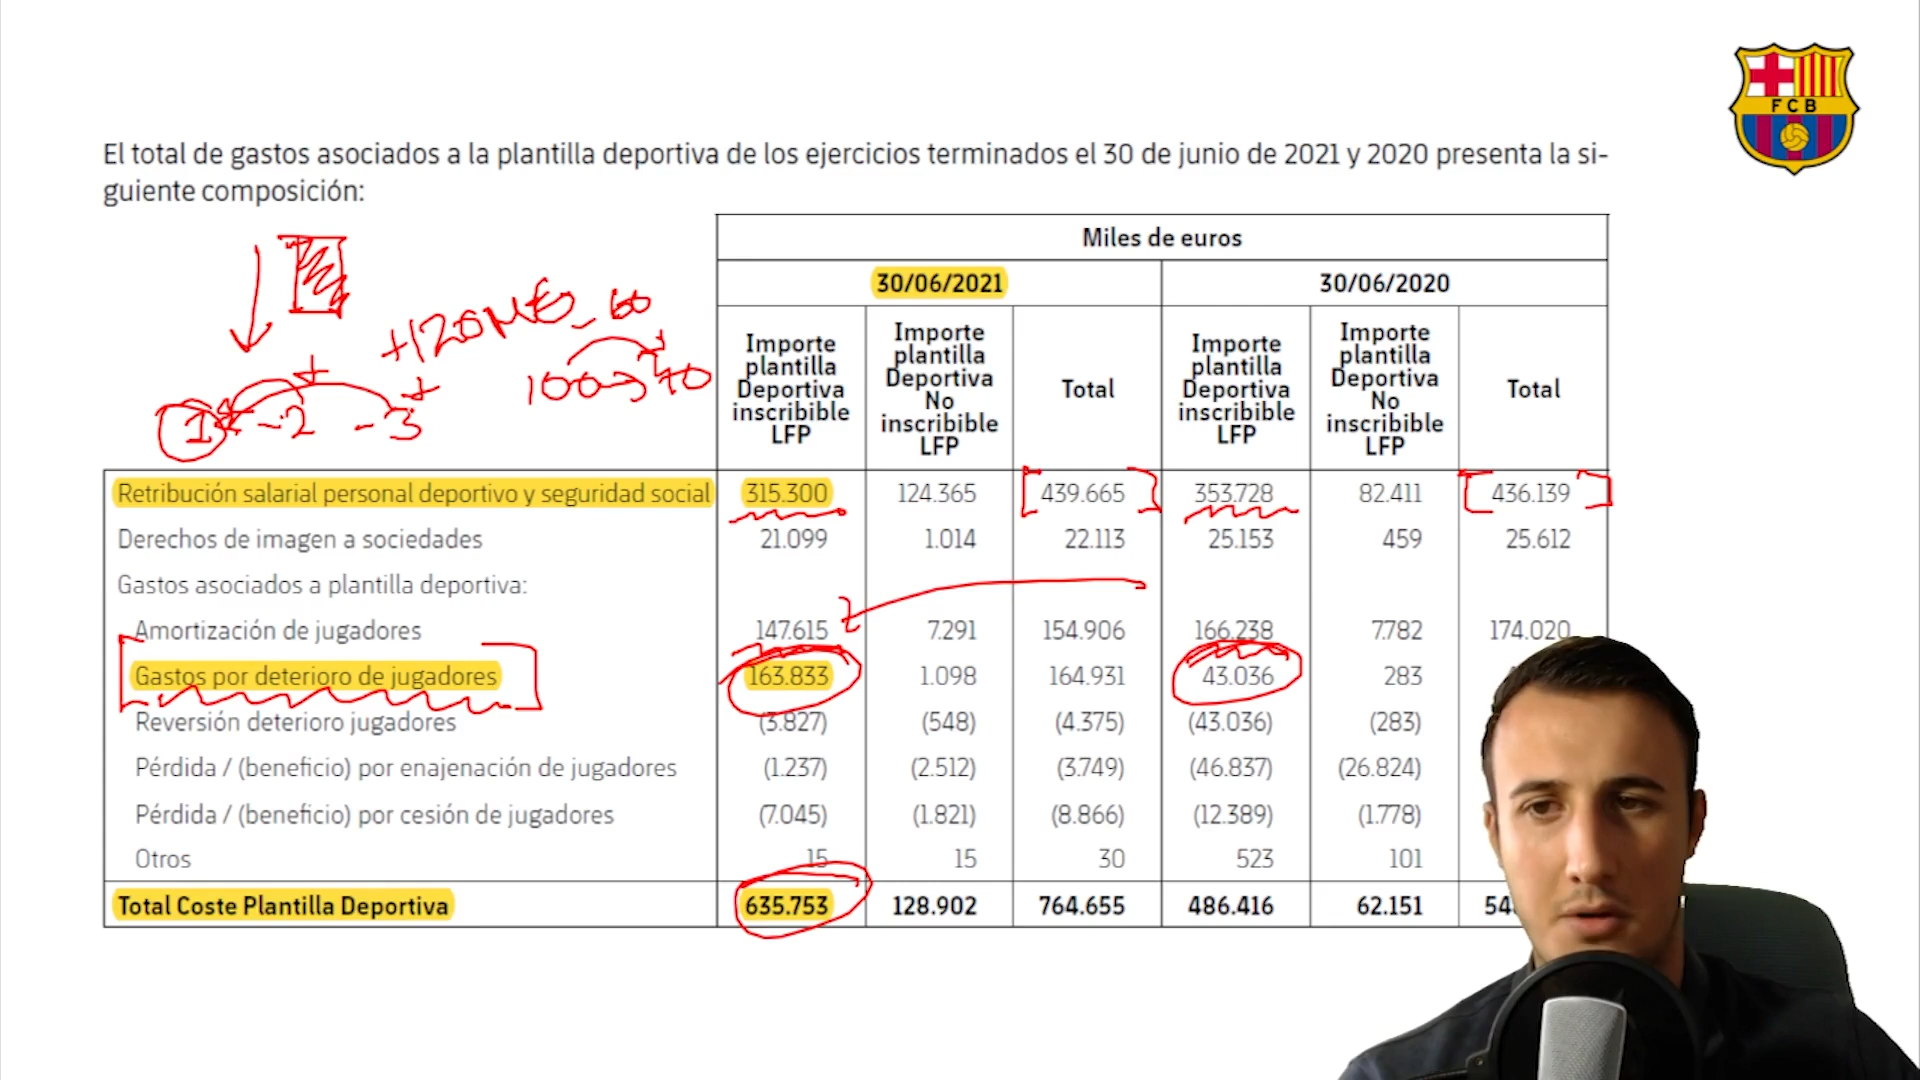 FCB
El total de gastos asociados a la plantilla deportiva de los ejercicios terminados el 30 de junio de 2021 y 2020 presenta la si-
guiente composición:
Miles de euros
30/06/2021 30/06/2020
Importe plantilla Deportiva inscribible LFP Importe plantilla Deportiva No inscribible LFP Total Importe plantilla Deportiva inscribible LFP Importe plantilla Deportiva No inscribible LFP Total
+120M€ -60
100 → 40
1 - 2 - 3
Retribución salarial personal deportivo y seguridad social 315.300 124.365 439.665 353.728 82.411 436.139
Derechos de imagen a sociedades 21.099 1.014 22.113 25.153 459 25.612
Gastos asociados a plantilla deportiva:
Amortización de jugadores 147.615 7.291 154.906 166.238 7.782 174.020
Gastos por deterioro de jugadores 163.833 1.098 164.931 43.036 283
Reversión deterioro jugadores (3.827) (548) (4.375) (43.036) (283)
Pérdida / (beneficio) por enajenación de jugadores (1.237) (2.512) (3.749) (46.837) (26.824)
Pérdida / (beneficio) por cesión de jugadores (7.045) (1.821) (8.866) (12.389) (1.778)
Otros 15 15 30 523 101
Total Coste Plantilla Deportiva 635.753 128.902 764.655 486.416 62.151